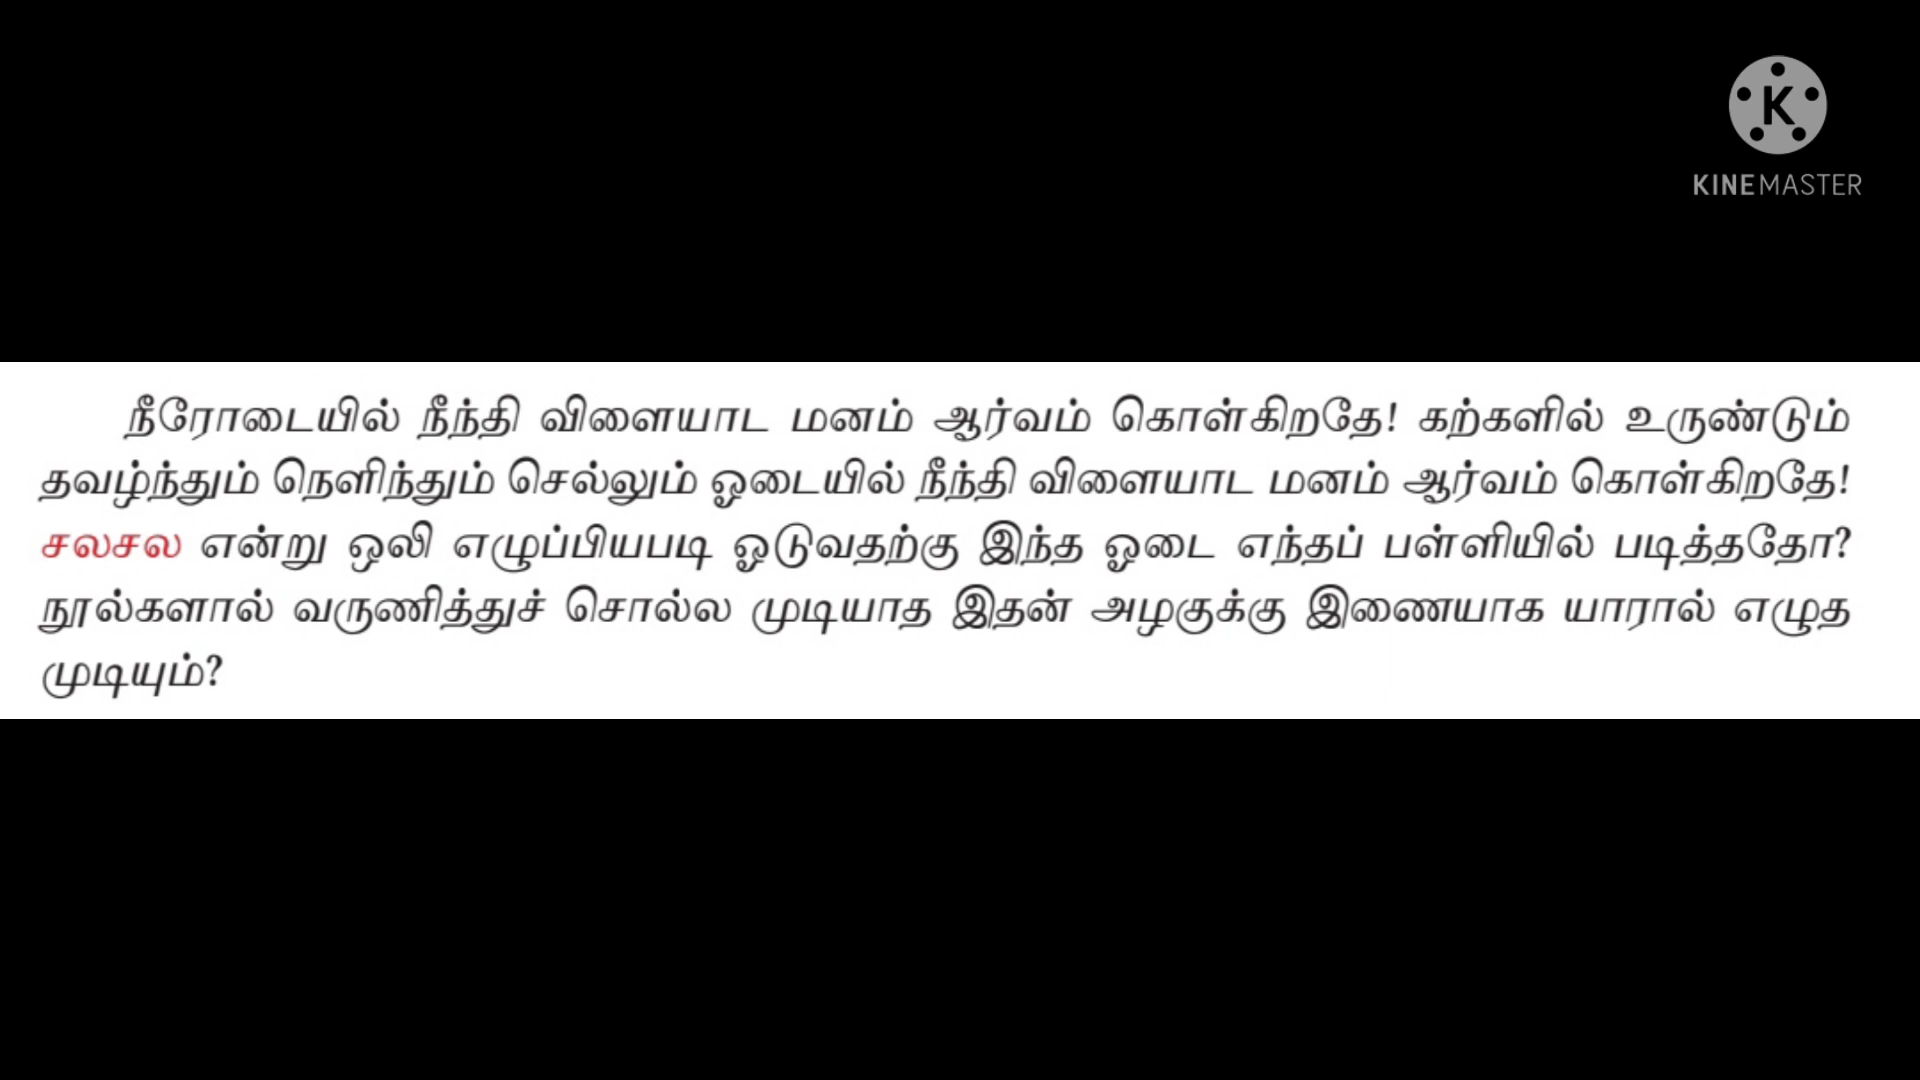 K
KINEMASTER
நீரோடையில் நீந்தி விளையாட மனம் ஆர்வம் கொள்கிறதே! கற்களில் உருண்டும்
தவழ்ந்தும் நெளிந்தும் செல்லும் ஓடையில் நீந்தி விளையாட மனம் ஆர்வம் கொள்கிறதே!
சலசல என்று ஒலி எழுப்பியபடி ஓடுவதற்கு இந்த ஓடை எந்தப் பள்ளியில் படித்ததோ?
நூல்களால் வருணித்துச் சொல்ல முடியாத இதன் அழகுக்கு இணையாக யாரால் எழுத
முடியும்?